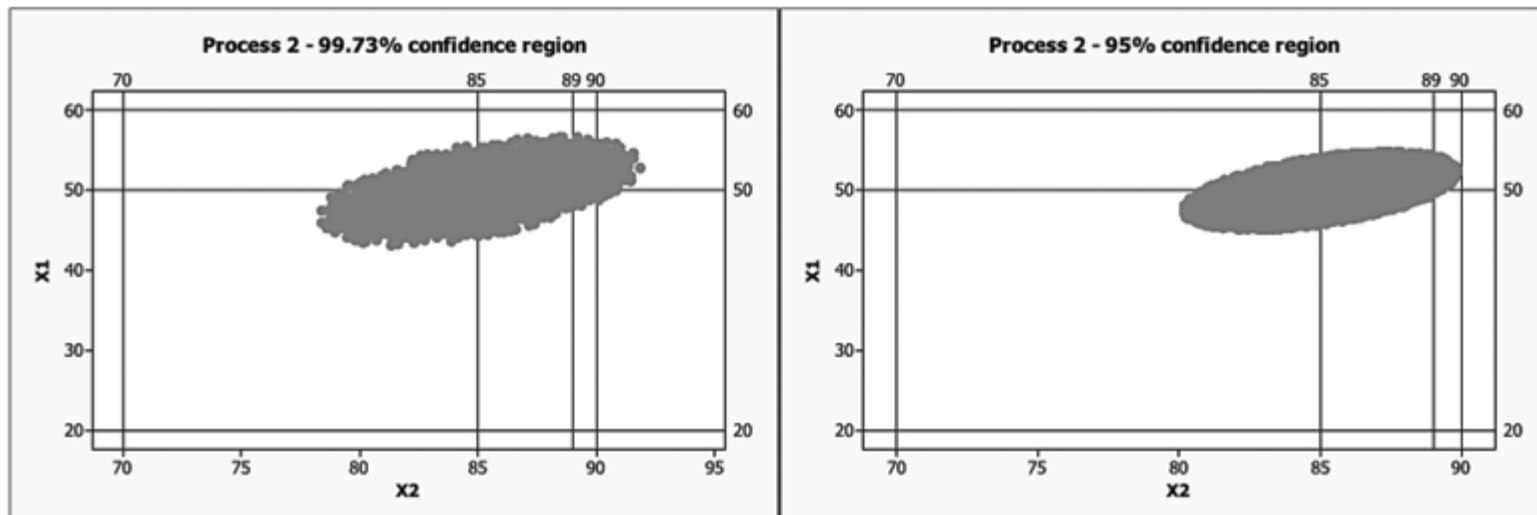 Process 2 - 99.73% confidence region
70 85 89 90
60 60
50 50
40
30
20 20
70 75 80 85 90 95
X1
X2
Process 2 - 95% confidence region
70 85 89 90
60 60
50 50
40
30
20 20
70 75 80 85 90
X1
X2